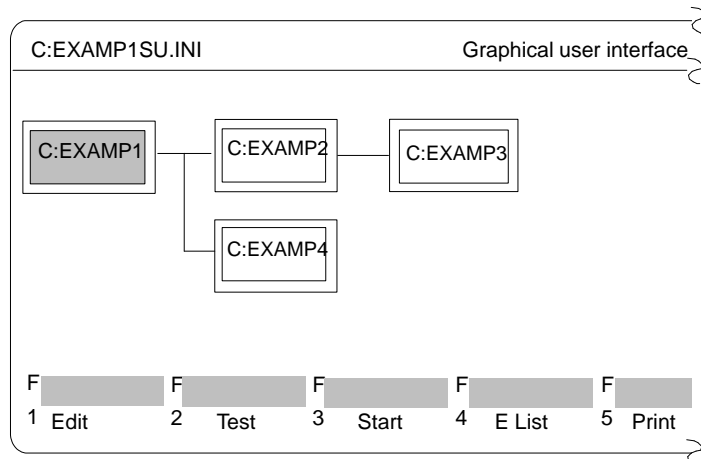 C:EXAMP1SU.INI Graphical user interface
C:EXAMP1 C:EXAMP2 C:EXAMP3
C:EXAMP4
F F F F F
1 Edit 2 Test 3 Start 4 E List 5 Print